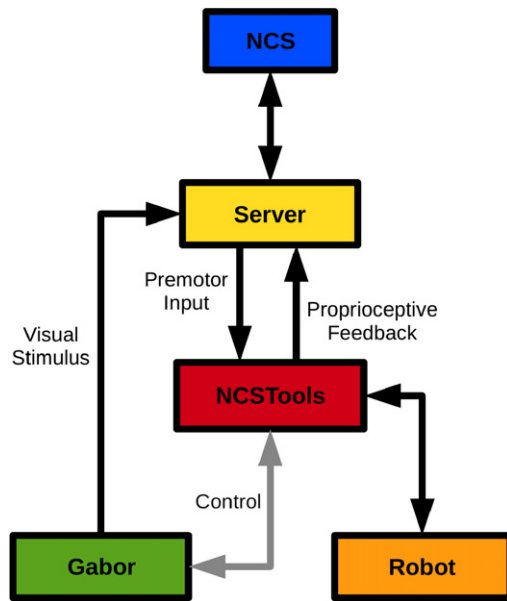 NCS
Server
Premotor
Input
Proprioceptive
Feedback
Visual
Stimulus
NCSTools
Control
Gabor
Robot